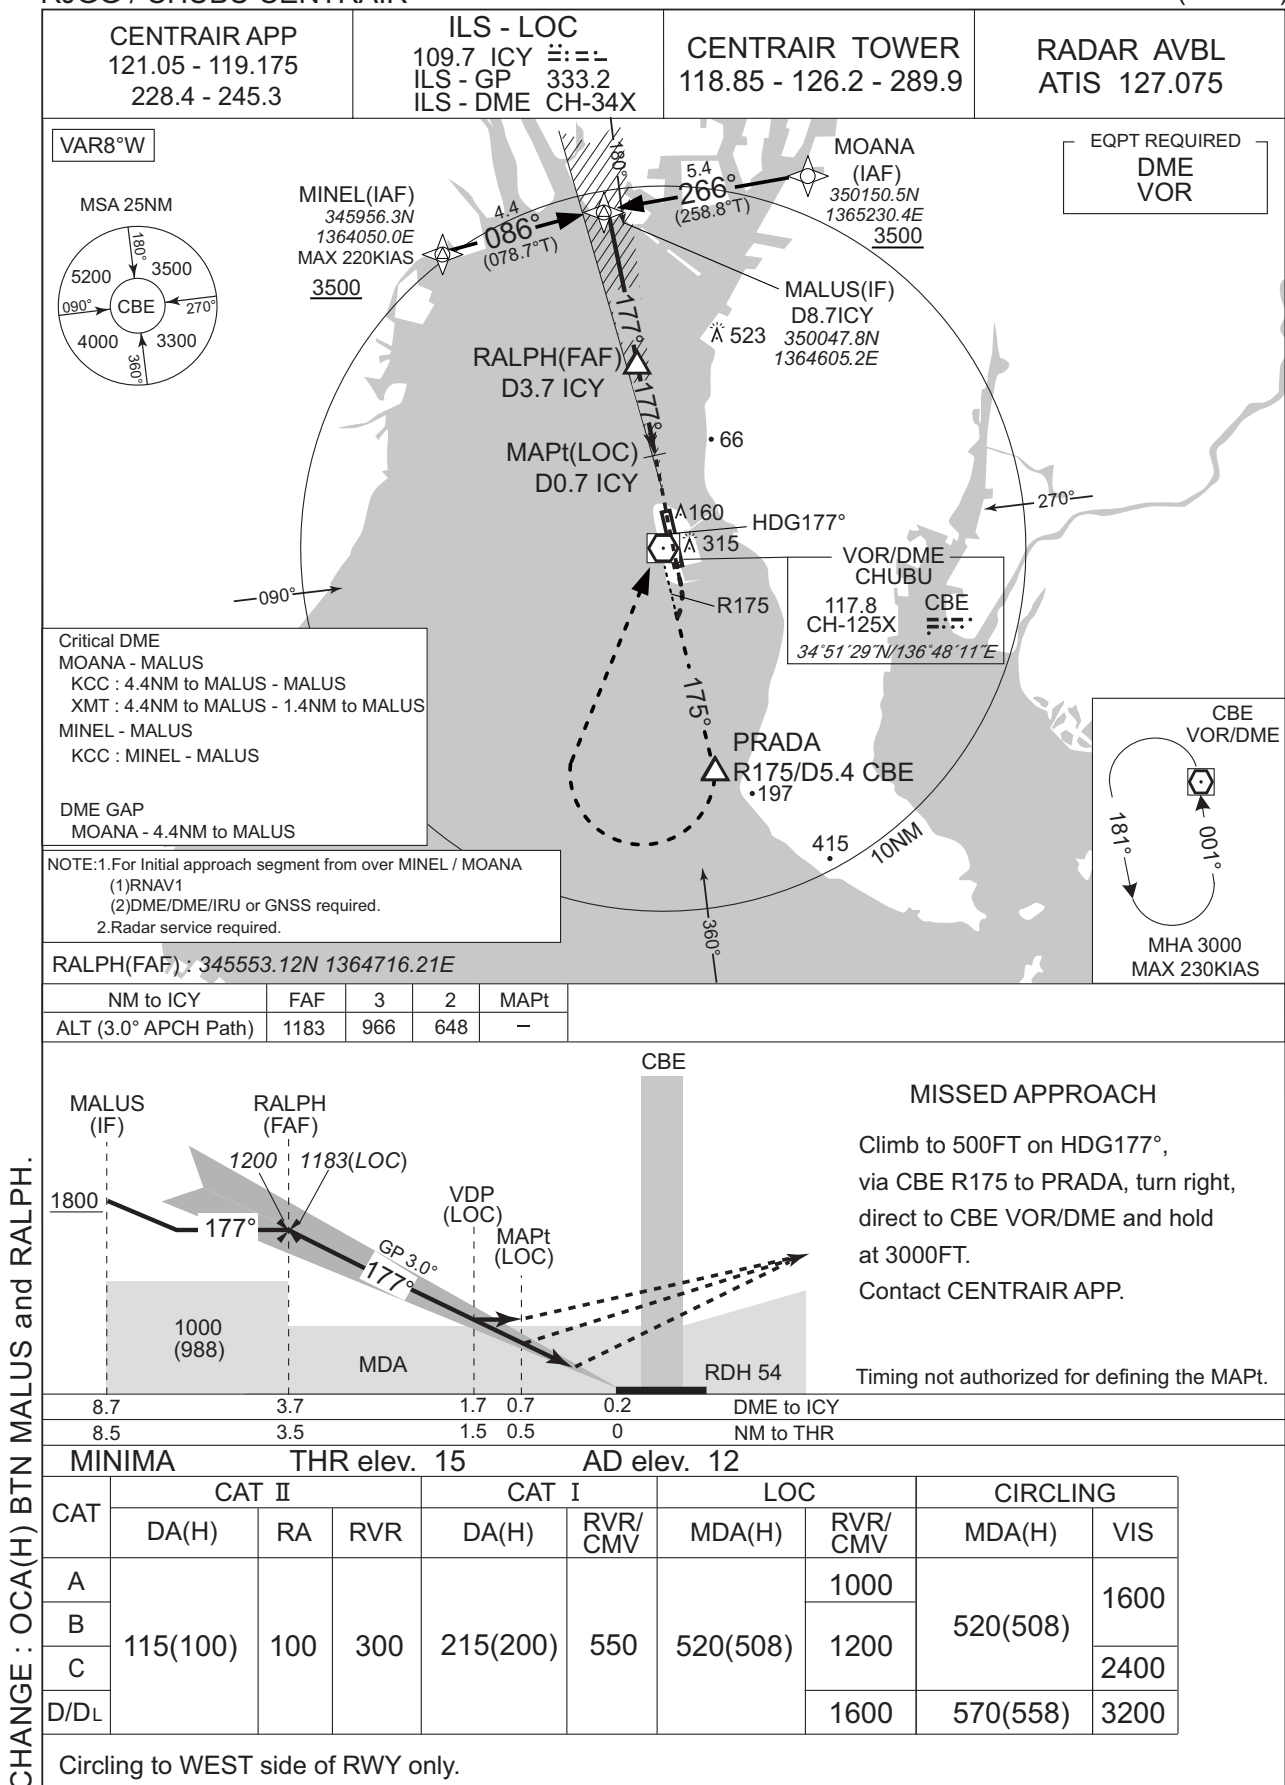 CENTRAIR APP
121.05 - 119.175
228.4 - 245.3
ILS - LOC
109.7 ICY
ILS - GP 333.2
ILS - DME CH-34X
CENTRAIR TOWER
118.85 - 126.2 - 289.9
RADAR AVBL
ATIS 127.075
VAR8°W
EQPT REQUIRED
DME
VOR
MSA 25NM
180°
5200
3500
090°
CBE
270°
4000
3300
360°
MINEL(IAF)
345956.3N
1364050.0E
MAX 220KIAS
3500
4.4
086°
(078.7°T)
180°
5.4
266°
(258.8°T)
MOANA
(IAF)
350150.5N
1365230.4E
3500
MALUS(IF)
D8.7ICY
350047.8N
1364605.2E
523
177°
RALPH(FAF)
D3.7 ICY
177°
66
MAPt(LOC)
D0.7 ICY
160
HDG177°
315
270°
VOR/DME
CHUBU
117.8 CBE
CH-125X
34°51´29˝N/136°48´11˝E
090°
R175
175°
Critical DME
MOANA - MALUS
KCC : 4.4NM to MALUS - MALUS
XMT : 4.4NM to MALUS - 1.4NM to MALUS
MINEL - MALUS
KCC : MINEL - MALUS
DME GAP
MOANA - 4.4NM to MALUS
PRADA
R175/D5.4 CBE
197
415
10NM
360°
CBE
VOR/DME
181°
001°
MHA 3000
MAX 230KIAS
NOTE:1.For Initial approach segment from over MINEL / MOANA
(1)RNAV1
(2)DME/DME/IRU or GNSS required.
2.Radar service required.
RALPH(FAF) : 345553.12N 1364716.21E
NM to ICY FAF 3 2 MAPt
ALT (3.0° APCH Path) 1183 966 648 –
CBE
MALUS
(IF)
RALPH
(FAF)
1200 1183(LOC)
1800
177°
GP 3.0°
177°
VDP
(LOC)
MAPt
(LOC)
1000
(988)
MDA
RDH 54
MISSED APPROACH
Climb to 500FT on HDG177°,
via CBE R175 to PRADA, turn right,
direct to CBE VOR/DME and hold
at 3000FT.
Contact CENTRAIR APP.
Timing not authorized for defining the MAPt.
8.7 3.7 1.7 0.7 0.2 DME to ICY
8.5 3.5 1.5 0.5 0 NM to THR
MINIMA THR elev. 15 AD elev. 12
CAT CAT II CAT I LOC CIRCLING
DA(H) RA RVR DA(H) RVR/CMV MDA(H) RVR/CMV MDA(H) VIS
A 1000 1600
B 115(100) 100 300 215(200) 550 520(508) 1200 520(508)
C 2400
D/DL 1600 570(558) 3200
Circling to WEST side of RWY only.
CHANGE : OCA(H) BTN MALUS and RALPH.